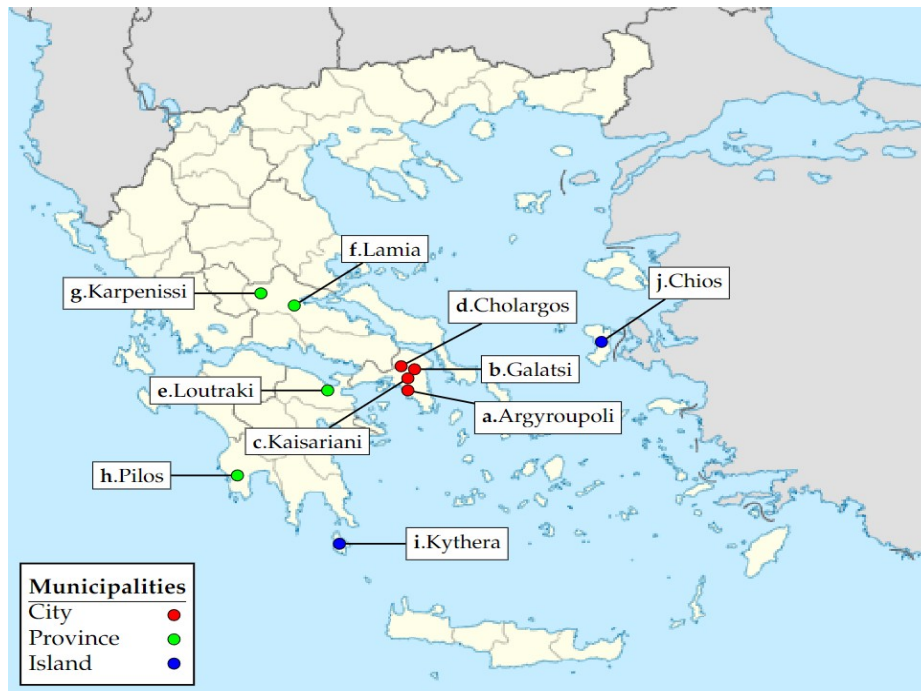 f.Lamia
g.Karpenissi
j.Chios
d.Cholargos
b.Galatsi
e.Loutraki
a.Argyroupoli
c.Kaisariani
h.Pilos
i.Kythera
Municipalities
City
Province
Island